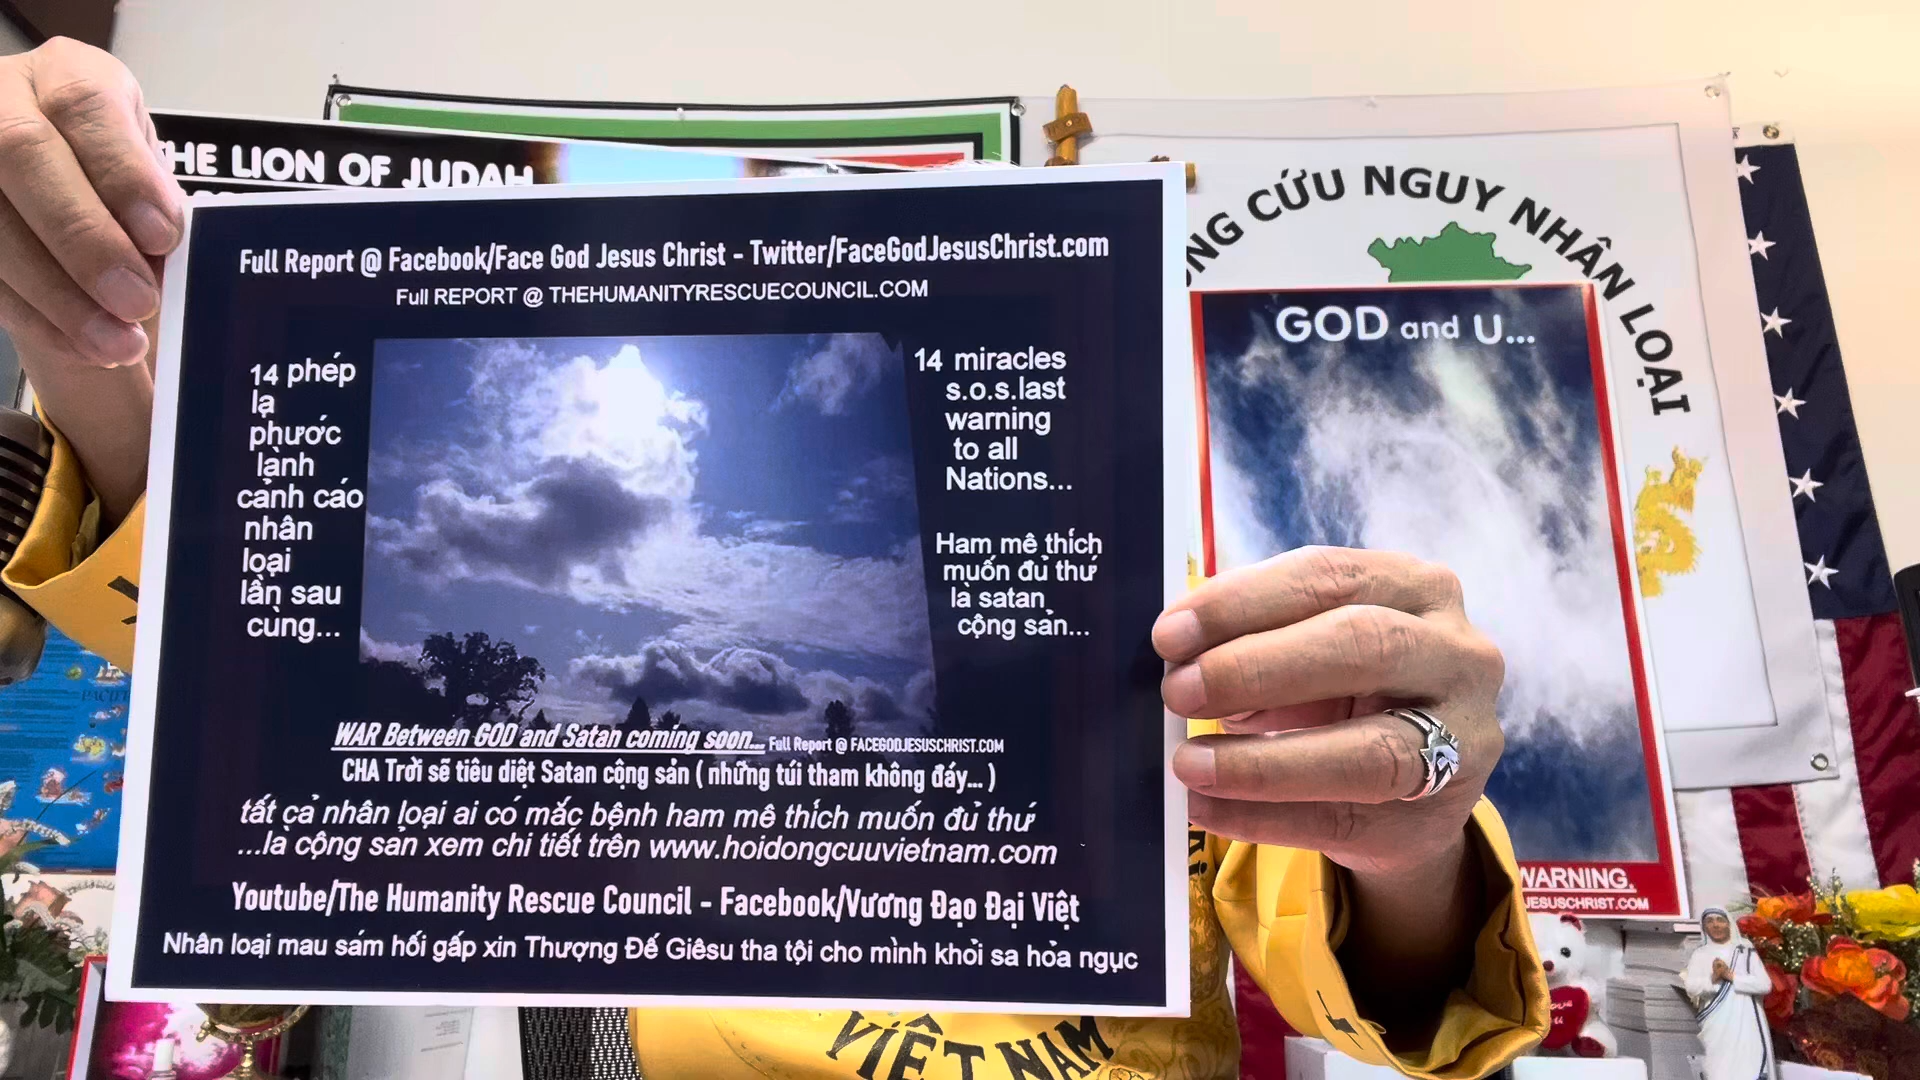 THE LION OF JUDAH
Full Report @ Facebook/Face God Jesus Christ - Twitter/FaceGodJesusChrist.com
Full REPORT @ THEHUMANITYRESCUECOUNCIL.COM
14 phép
lạ
phước
lành
cảnh cáo
nhân
loại
lần sau
cùng...
14 miracles
s.o.s.last
warning
to all
Nations...
Ham mê thích
muốn đủ thứ
là satan
cộng sản...
WAR Between GOD and Satan coming soon... Full Report @ FACEGODJESUSCHRIST.COM
CHA Trời sẽ tiêu diệt Satan cộng sản ( những túi tham không đáy... )
tất cả nhân loại ai có mắc bệnh ham mê thích muốn đủ thứ
...là cộng sản xem chi tiết trên www.hoidongcuuvietnam.com
Youtube/The Humanity Rescue Council - Facebook/Vương Đạo Đại Việt
Nhân loại mau sám hối gấp xin Thượng Đế Giêsu tha tội cho mình khỏi sa hỏa ngục
CỨU NGUY NHÂN LOẠI
GOD and U...
WARNING.
JESUSCHRIST.COM
VIỆT NAM